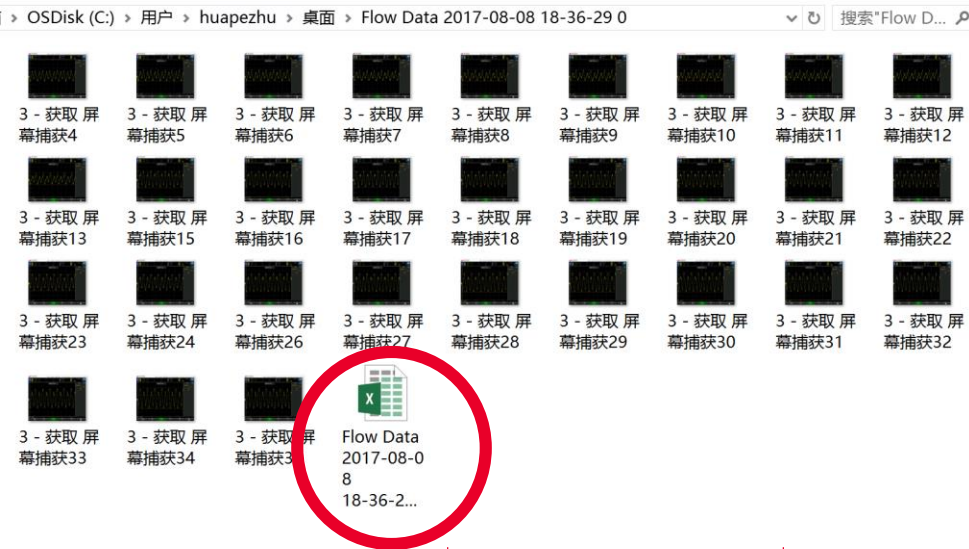 › OSDisk (C:) › 用户 › huapezhu › 桌面 › Flow Data 2017-08-08 18-36-29 0
搜索"Flow D...
3 - 获取 屏
幕捕获4
3 - 获取 屏
幕捕获5
3 - 获取 屏
幕捕获6
3 - 获取 屏
幕捕获7
3 - 获取 屏
幕捕获8
3 - 获取 屏
幕捕获9
3 - 获取 屏
幕捕获10
3 - 获取 屏
幕捕获11
3 - 获取 屏
幕捕获12
3 - 获取 屏
幕捕获13
3 - 获取 屏
幕捕获15
3 - 获取 屏
幕捕获16
3 - 获取 屏
幕捕获17
3 - 获取 屏
幕捕获18
3 - 获取 屏
幕捕获19
3 - 获取 屏
幕捕获20
3 - 获取 屏
幕捕获21
3 - 获取 屏
幕捕获22
3 - 获取 屏
幕捕获23
3 - 获取 屏
幕捕获24
3 - 获取 屏
幕捕获26
3 - 获取 屏
幕捕获27
3 - 获取 屏
幕捕获28
3 - 获取 屏
幕捕获29
3 - 获取 屏
幕捕获30
3 - 获取 屏
幕捕获31
3 - 获取 屏
幕捕获32
3 - 获取 屏
幕捕获33
3 - 获取 屏
幕捕获34
3 - 获取 屏
幕捕获3
X
Flow Data
2017-08-0
8
18-36-2...